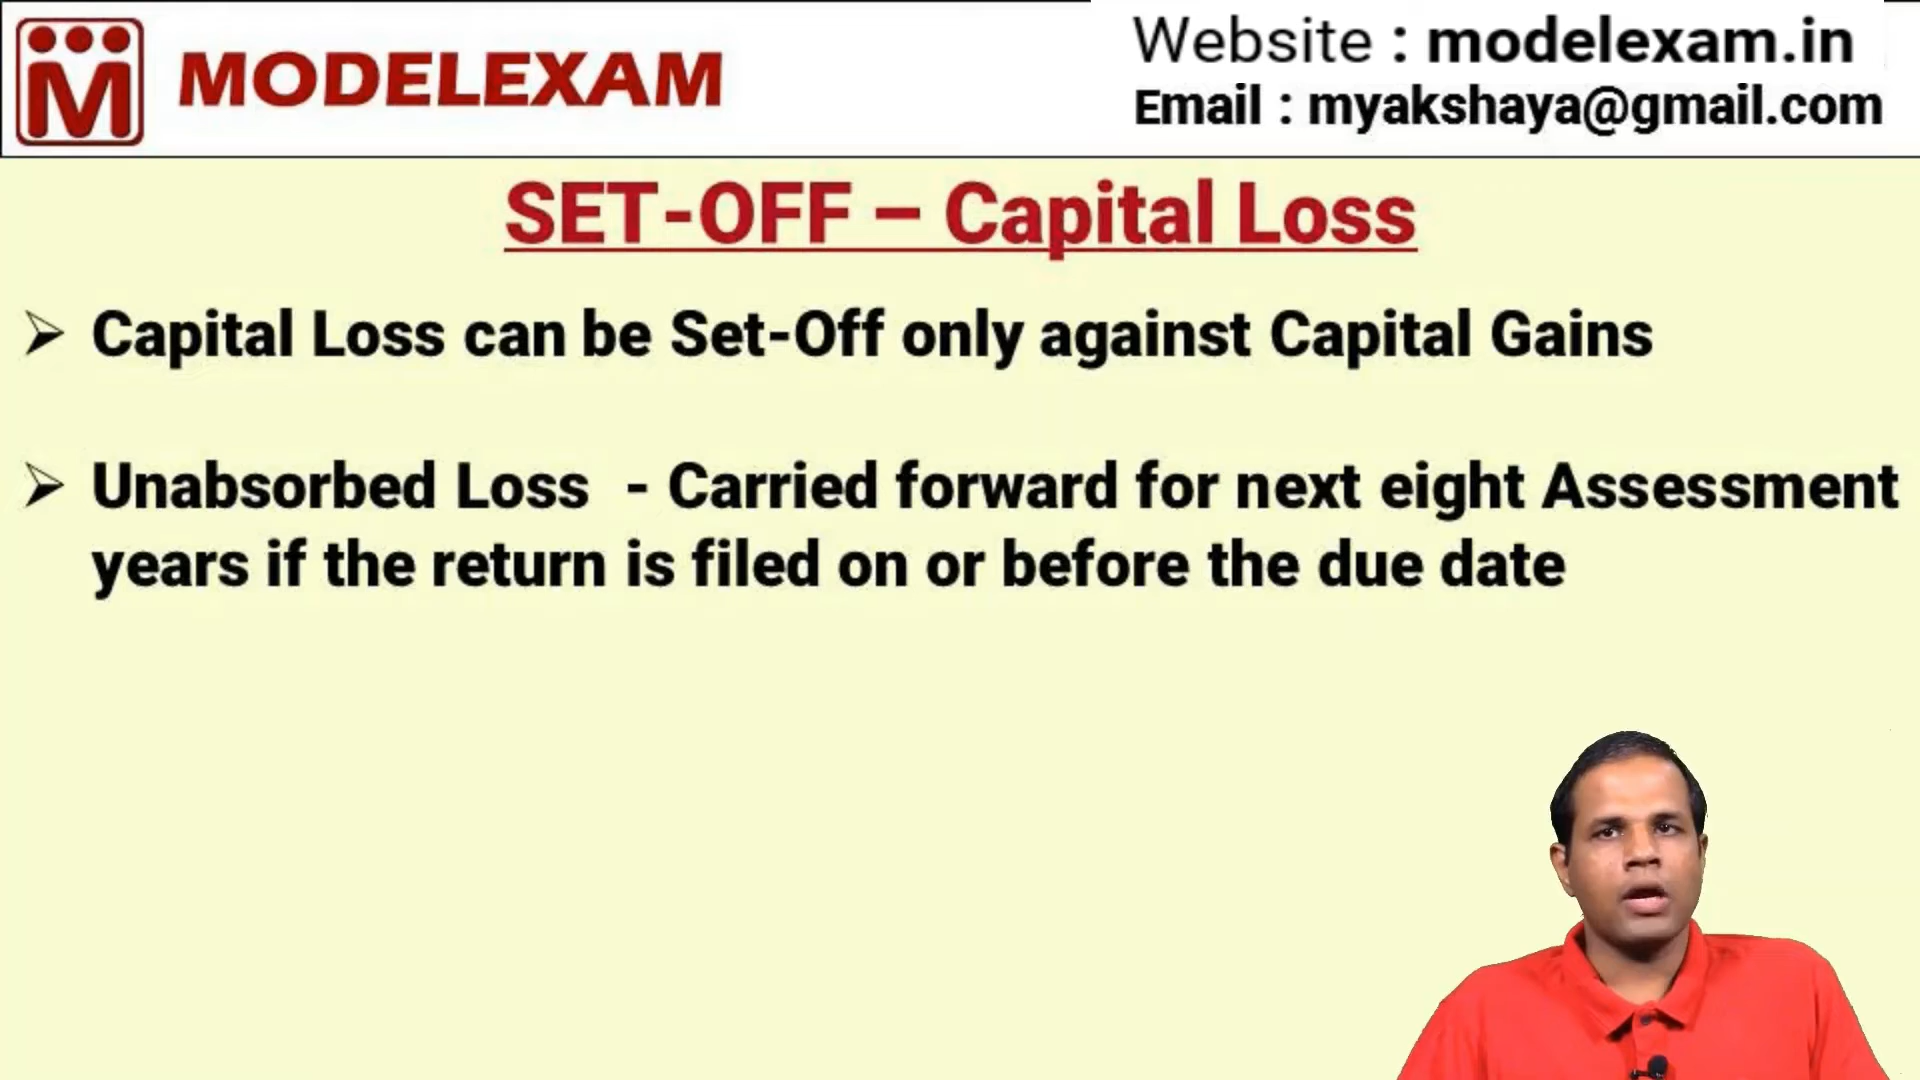 MODELEXAM
Website : modelexam.in
Email : myakshaya@gmail.com
SET-OFF – Capital Loss
➢ Capital Loss can be Set-Off only against Capital Gains
➢ Unabsorbed Loss - Carried forward for next eight Assessment
years if the return is filed on or before the due date